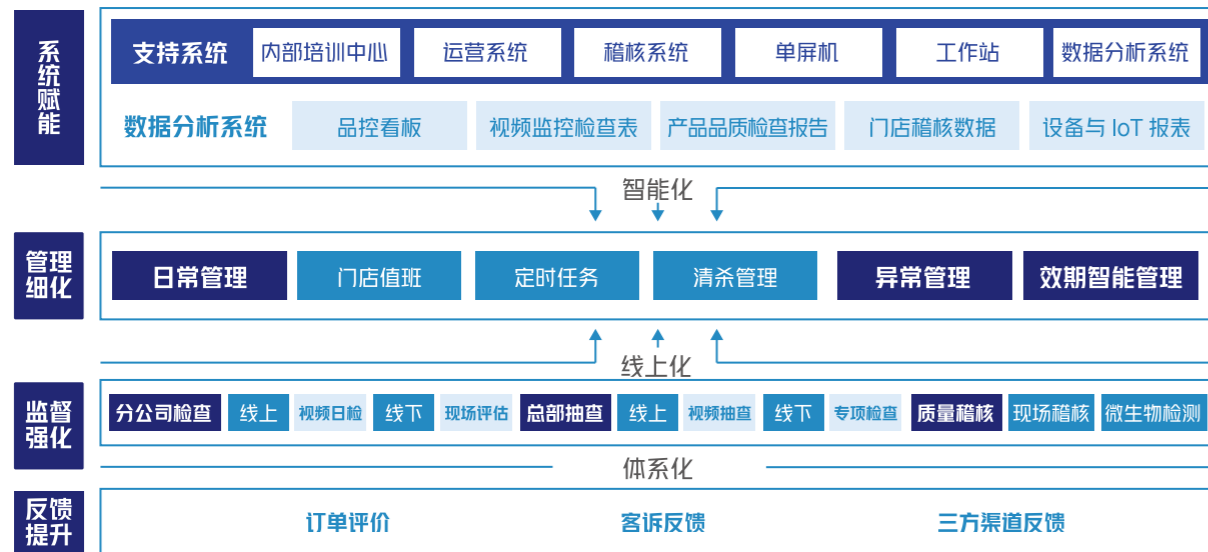 系统赋能
支持系统 内部培训中心 运营系统 稽核系统 单屏机 工作站 数据分析系统
数据分析系统 品控看板 视频监控检查表 产品品质检查报告 门店稽核数据 设备与 IoT 报表
智能化
管理细化
日常管理 门店值班 定时任务 清杀管理 异常管理 效期智能管理
线上化
监督强化
分公司检查 线上 视频日检 线下 现场评估 总部抽查 线上 视频抽查 线下 专项检查 质量稽核 现场稽核 微生物检测
体系化
反馈提升
订单评价 客诉反馈 三方渠道反馈